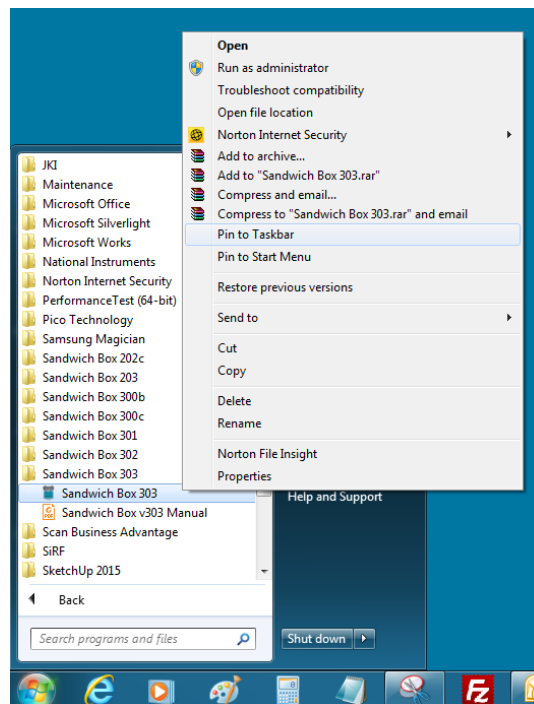 Open
Run as administrator
Troubleshoot compatibility
Open file location
Norton Internet Security
Add to archive...
Add to "Sandwich Box 303.rar"
Compress and email...
Compress to "Sandwich Box 303.rar" and email
Pin to Taskbar
Pin to Start Menu
Restore previous versions
Send to
Cut
Copy
Delete
Rename
Norton File Insight
Properties
JKI
Maintenance
Microsoft Office
Microsoft Silverlight
Microsoft Works
National Instruments
Norton Internet Security
PerformanceTest (64-bit)
Pico Technology
Samsung Magician
Sandwich Box 202c
Sandwich Box 203
Sandwich Box 300b
Sandwich Box 300c
Sandwich Box 301
Sandwich Box 302
Sandwich Box 303
Sandwich Box 303
Sandwich Box v303 Manual
Scan Business Advantage
SiRF
SketchUp 2015
Back
Search programs and files
Help and Support
Shut down
Fz